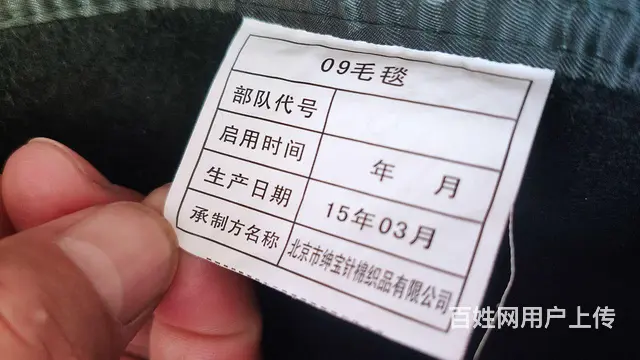 09毛毯
部队代号
启用时间 年 月
生产日期 15年03月
承制方名称 北京市绅宝针棉织品有限公司
百姓网用户上传